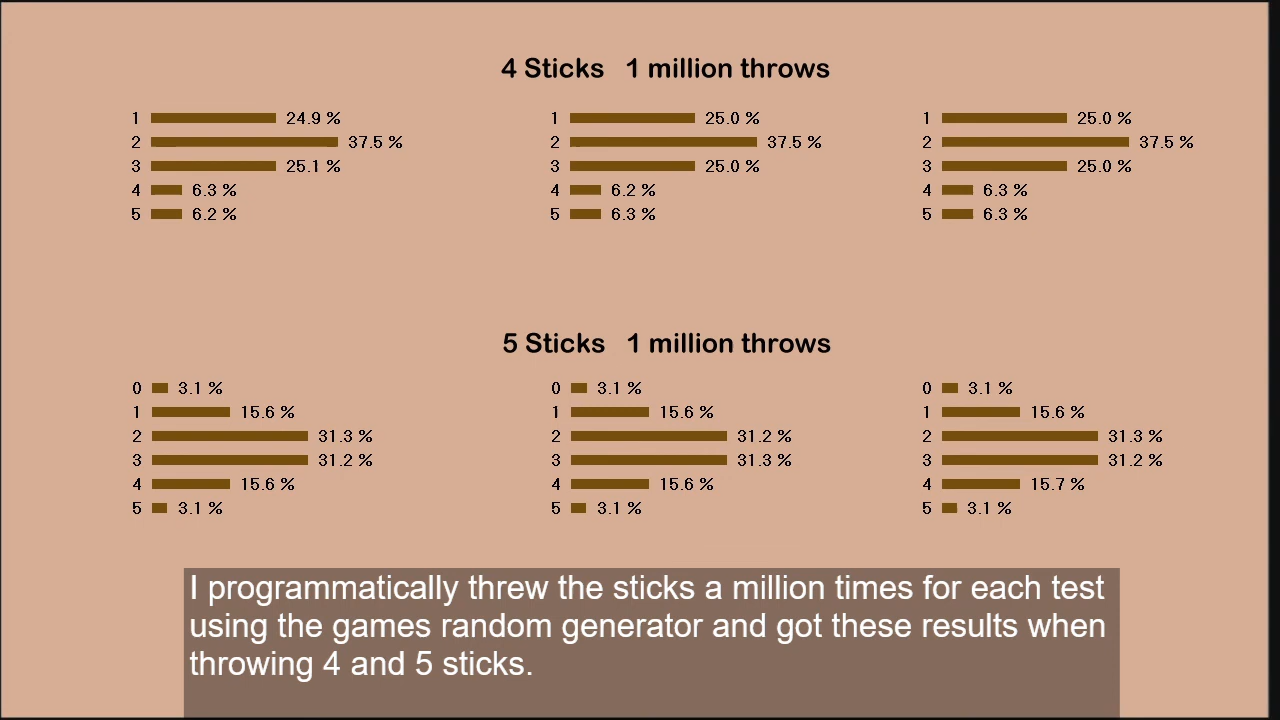 4 Sticks   1 million throws
1 24.9 % 1 25.0 % 1 25.0 %
2 37.5 % 2 37.5 % 2 37.5 %
3 25.1 % 3 25.0 % 3 25.0 %
4 6.3 % 4 6.2 % 4 6.3 %
5 6.2 % 5 6.3 % 5 6.3 %
5 Sticks   1 million throws
0 3.1 % 0 3.1 % 0 3.1 %
1 15.6 % 1 15.6 % 1 15.6 %
2 31.3 % 2 31.2 % 2 31.3 %
3 31.2 % 3 31.3 % 3 31.2 %
4 15.6 % 4 15.6 % 4 15.7 %
5 3.1 % 5 3.1 % 5 3.1 %
I programmatically threw the sticks a million times for each test
using the games random generator and got these results when
throwing 4 and 5 sticks.